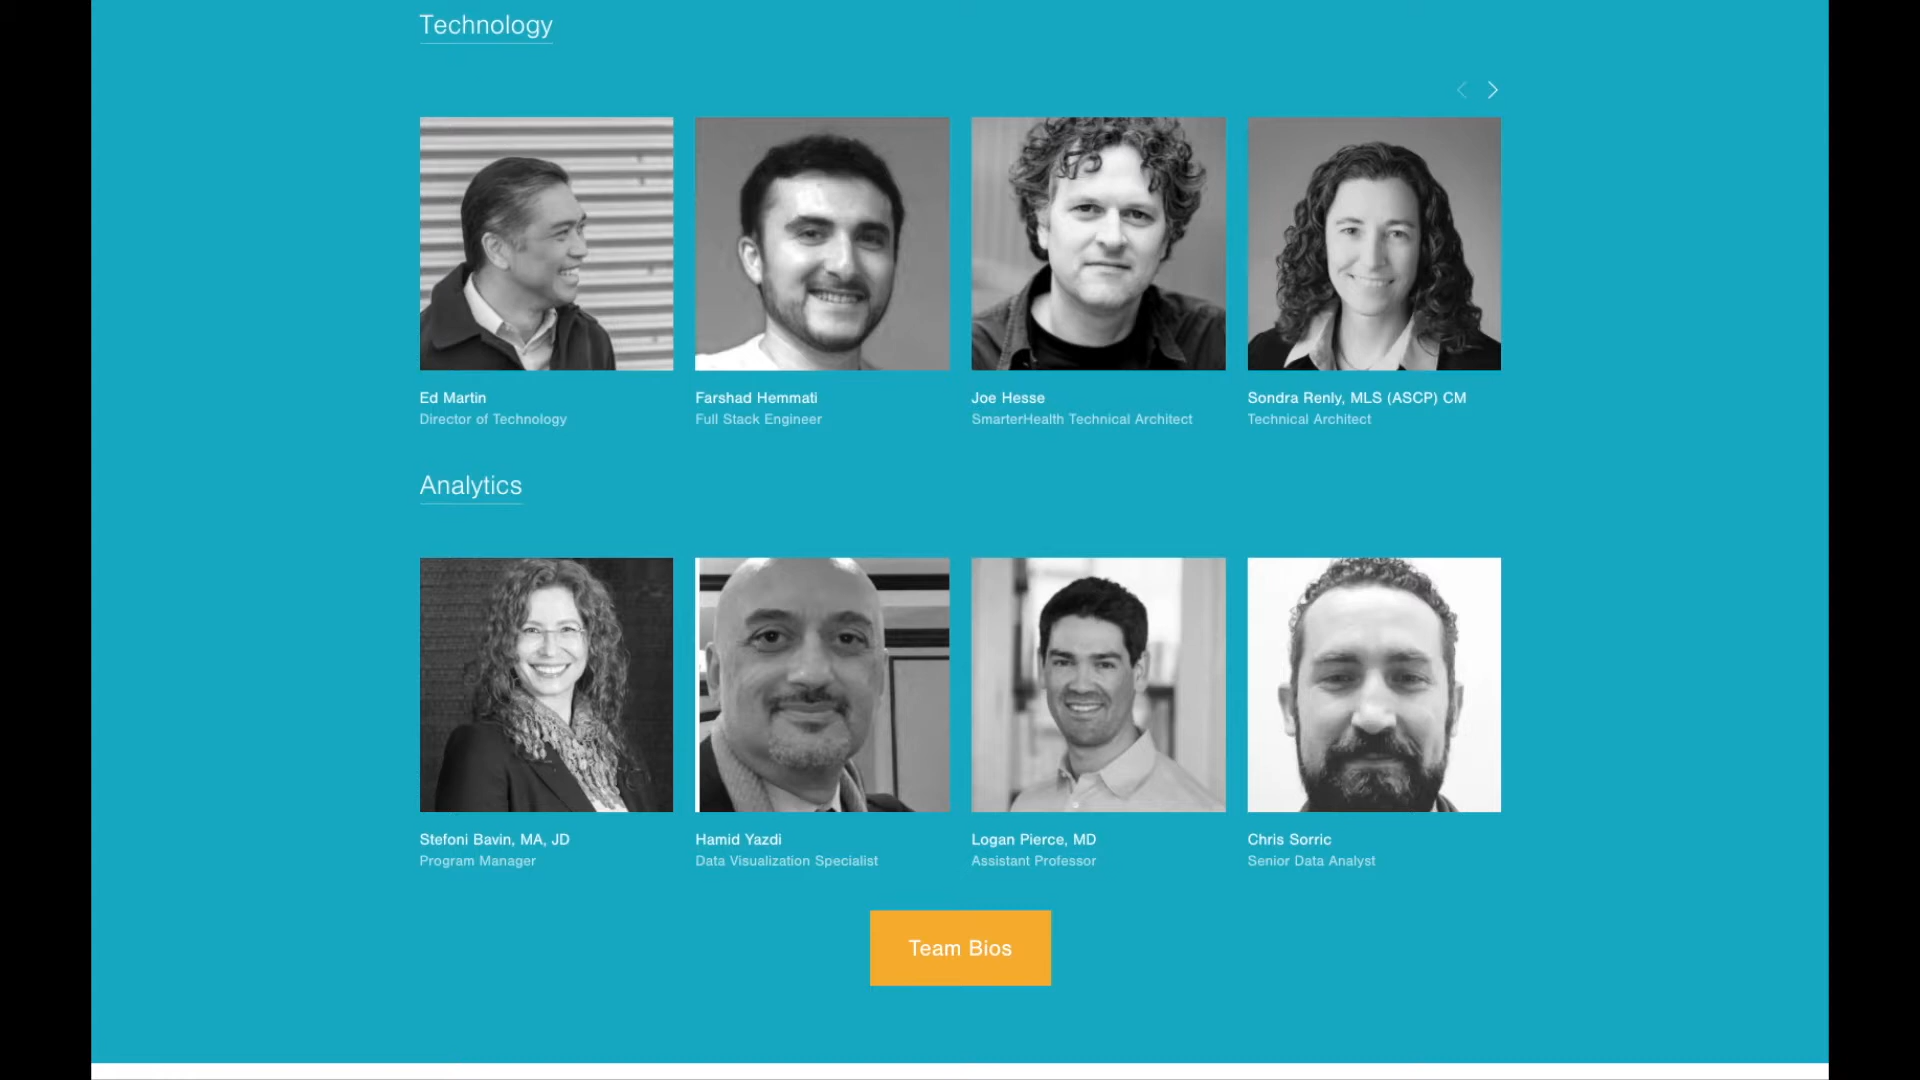 Technology
Ed Martin
Director of Technology
Farshad Hemmati
Full Stack Engineer
Joe Hesse
SmarterHealth Technical Architect
Sondra Renly, MLS (ASCP) CM
Technical Architect
Analytics
Stefoni Bavin, MA, JD
Program Manager
Hamid Yazdi
Data Visualization Specialist
Logan Pierce, MD
Assistant Professor
Chris Sorric
Senior Data Analyst
Team Bios